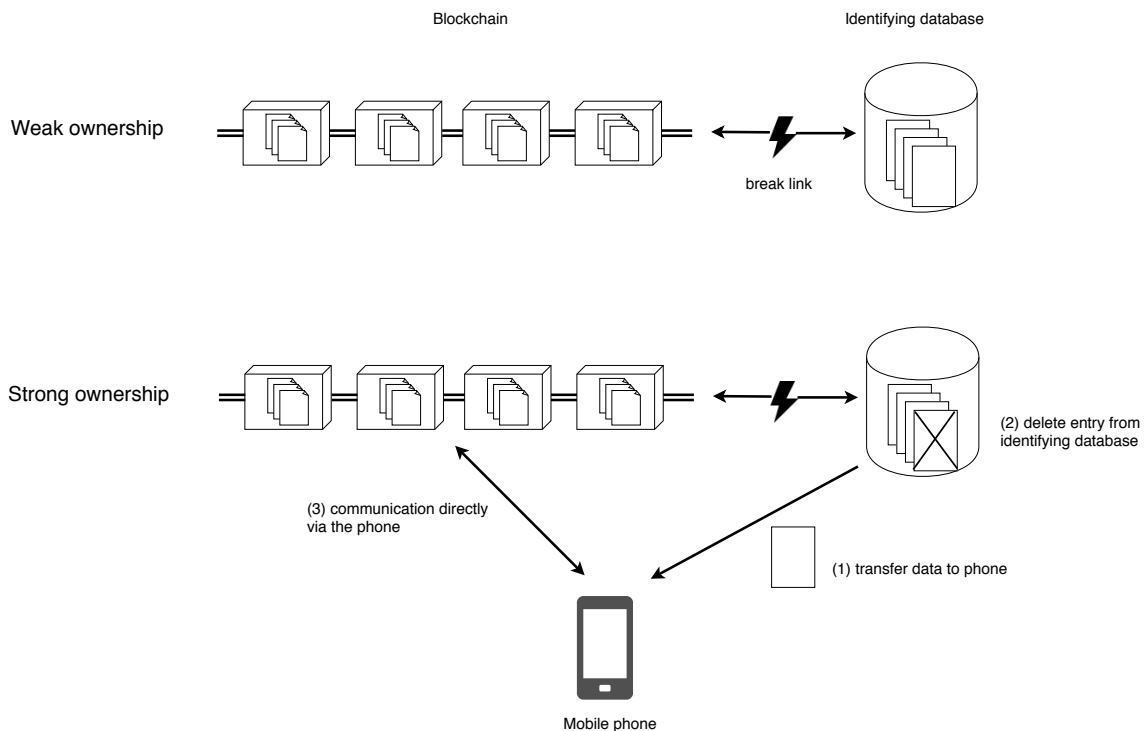 Blockchain
Identifying database
Weak ownership
break link
Strong ownership
(2) delete entry from
identifying database
(3) communication directly
via the phone
(1) transfer data to phone
Mobile phone